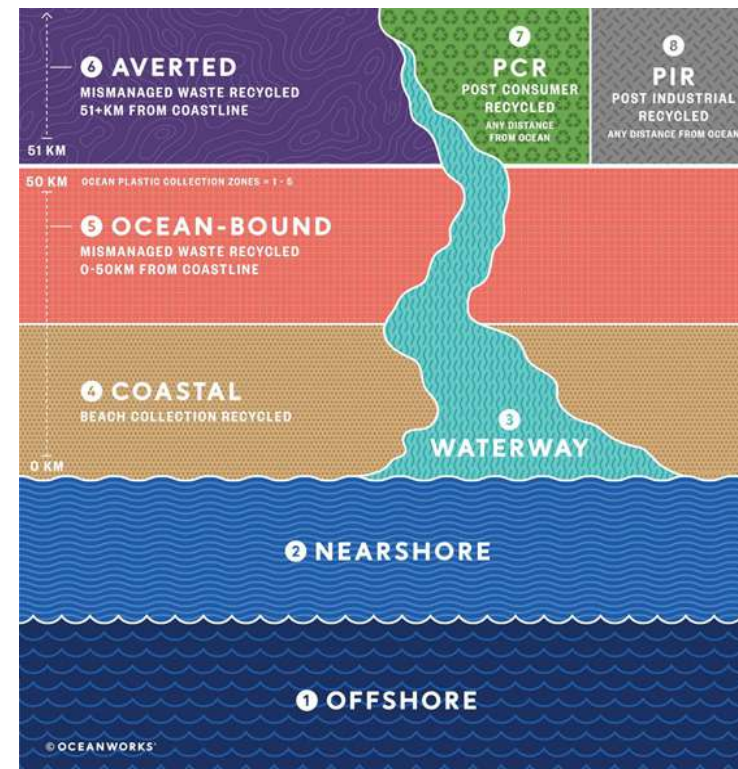 6 AVERTED
MISMANAGED WASTE RECYCLED
51+KM FROM COASTLINE
51 KM
7
PCR
POST CONSUMER
RECYCLED
ANY DISTANCE
FROM OCEAN
8
PIR
POST INDUSTRIAL
RECYCLED
ANY DISTANCE FROM OCEAN
50 KM OCEAN PLASTIC COLLECTION ZONES = 1 - 5
5 OCEAN-BOUND
MISMANAGED WASTE RECYCLED
0-50KM FROM COASTLINE
4 COASTAL
BEACH COLLECTION RECYCLED
3
WATERWAY
0 KM
2 NEARSHORE
1 OFFSHORE
© OCEANWORKS